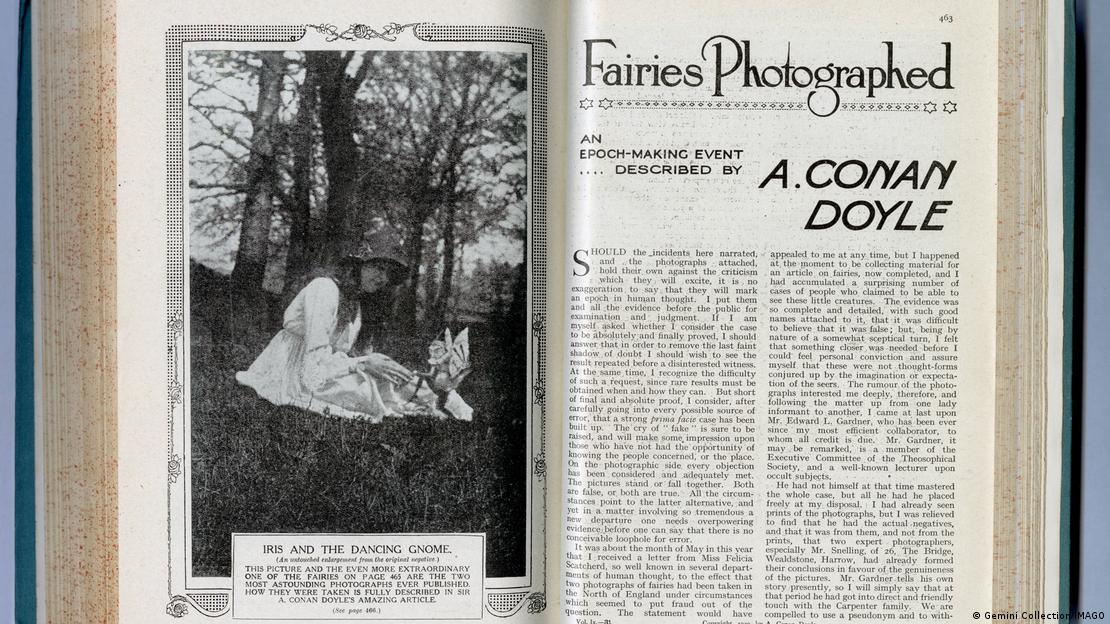 IRIS AND THE DANCING GNOME.
(An untouched enlargement from the original negative.)
THIS PICTURE AND THE EVEN MORE EXTRAORDINARY
ONE OF THE FAIRIES ON PAGE 465 ARE THE TWO
MOST ASTOUNDING PHOTOGRAPHS EVER PUBLISHED.
HOW THEY WERE TAKEN IS FULLY DESCRIBED IN SIR
A. CONAN DOYLE'S AMAZING ARTICLE.
(See page 466.)
463
Fairies Photographed
AN
EPOCH-MAKING EVENT
.... DESCRIBED BY
A. CONAN
DOYLE
SHOULD the incidents here narrated,
and the photographs attached,
hold their own against the criticism
which they will excite, it is no
exaggeration to say that they will mark
an epoch in human thought. I put them
and all the evidence before the public for
examination and judgment. If I am
myself asked whether I consider the case
to be absolutely and finally proved, I should
answer that in order to remove the last faint
shadow of doubt I should wish to see the
result repeated before a disinterested witness.
At the same time, I recognize the difficulty
of such a request, since rare results must be
obtained when and how they can. But short
of final and absolute proof, I consider, after
carefully going into every possible source of
error, that a strong prima facie case has been
built up. The cry of " fake " is sure to be
raised, and will make some impression upon
those who have not had the opportunity of
knowing the people concerned, or the place.
On the photographic side every objection
has been considered and adequately met.
The pictures stand or fall together. Both
are false, or both are true. All the circum-
stances point to the latter alternative, and
yet in a matter involving so tremendous a
new departure one needs overpowering
evidence before one can say that there is no
conceivable loophole for error.
It was about the month of May in this year
that I received a letter from Miss Felicia
Scatcherd, so well known in several depart-
ments of human thought, to the effect that
two photographs of fairies had been taken in
the North of England under circumstances
which seemed to put fraud out of the
question. The statement would have
appealed to me at any time, but I happened
at the moment to be collecting material for
an article on fairies, now completed, and I
had accumulated a surprising number of
cases of people who claimed to be able to
see these little creatures. The evidence was
so complete and detailed, with such good
names attached to it, that it was difficult
to believe that it was false ; but, being by
nature of a somewhat sceptical turn, I felt
that something closer was needed before I
could feel personal conviction and assure
myself that these were not thought-forms
conjured up by the imagination or expecta-
tion of the seers. The rumour of the photo-
graphs interested me deeply, therefore, and
following the matter up from one lady
informant to another, I came at last upon
Mr. Edward L. Gardner, who has been ever
since my most efficient collaborator, to
whom all credit is due. Mr. Gardner, it
may be remarked, is a member of the
Executive Committee of the Theosophical
Society, and a well-known lecturer upon
occult subjects.
He had not himself at that time mastered
the whole case, but all he had he placed
freely at my disposal. I had already seen
prints of the photographs, but I was relieved
to find that he had the actual negatives,
and that it was from them, and not from the
prints, that two expert photographers,
especially Mr. Snelling, of 26, The Bridge,
Wealdstone, Harrow, had already formed
their conclusions in favour of the genuineness
of the pictures. Mr. Gardner tells his own
story presently, so I will simply say that at
that period he had got into direct and friendly
touch with the Carpenter family. We are
compelled to use a pseudonym and to with-
Vol. lx.—31
Copyright, by A. Conan Doyle.
© Gemini Collection/IMAGO